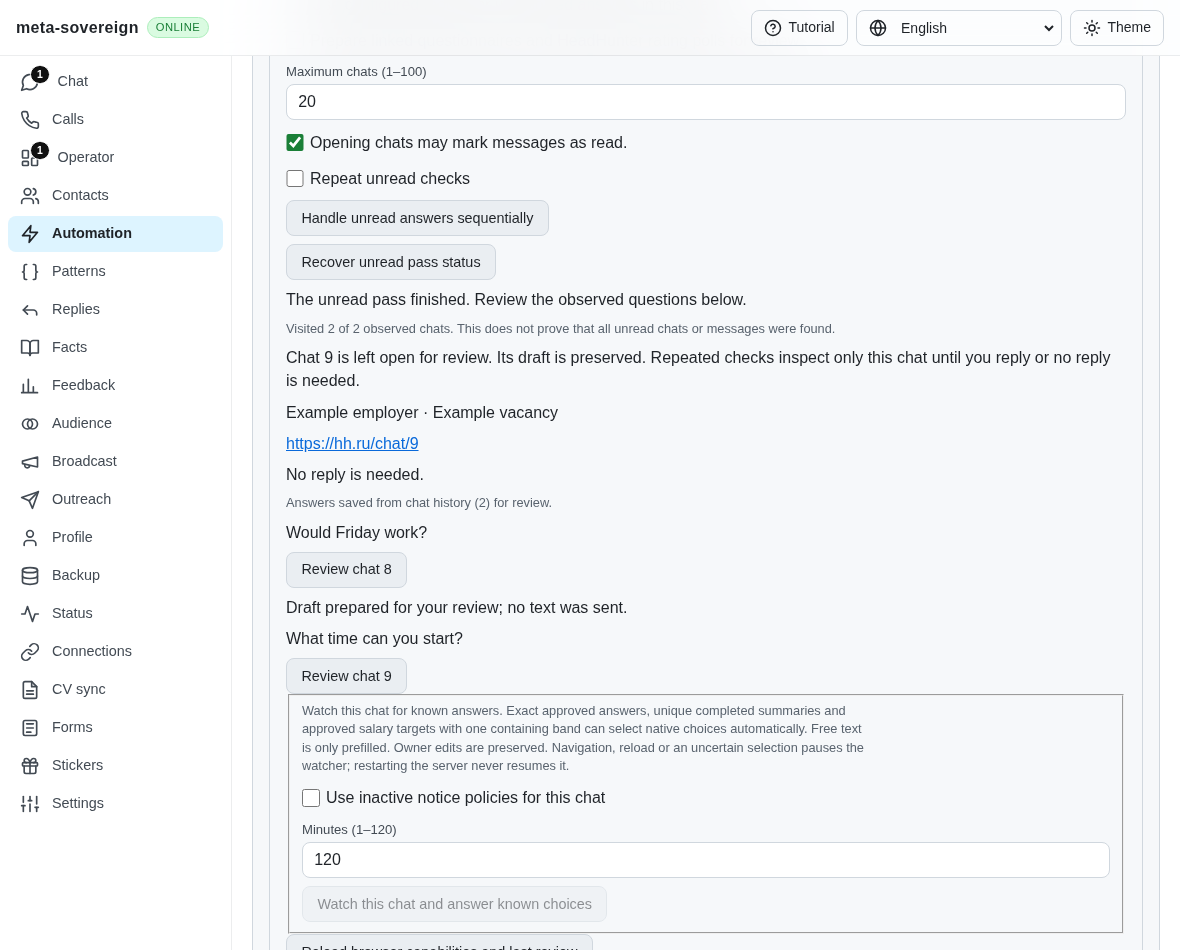 meta-sovereign ONLINE Tutorial English Theme
1
Chat
Calls
1
Operator
Contacts
Automation
Patterns
Replies
Facts
Feedback
Audience
Broadcast
Outreach
Profile
Backup
Status
Connections
CV sync
Forms
Stickers
Settings
Maximum chats (1–100)
20
Opening chats may mark messages as read.
Repeat unread checks
Handle unread answers sequentially
Recover unread pass status
The unread pass finished. Review the observed questions below.
Visited 2 of 2 observed chats. This does not prove that all unread chats or messages were found.
Chat 9 is left open for review. Its draft is preserved. Repeated checks inspect only this chat until you reply or no reply
is needed.
Example employer · Example vacancy
https://hh.ru/chat/9
No reply is needed.
Answers saved from chat history (2) for review.
Would Friday work?
Review chat 8
Draft prepared for your review; no text was sent.
What time can you start?
Review chat 9
Watch this chat for known answers. Exact approved answers, unique completed summaries and
approved salary targets with one containing band can select native choices automatically. Free text
is only prefilled. Owner edits are preserved. Navigation, reload or an uncertain selection pauses the
watcher; restarting the server never resumes it.
Use inactive notice policies for this chat
Minutes (1–120)
120
Watch this chat and answer known choices
Reload browser capabilities and last review